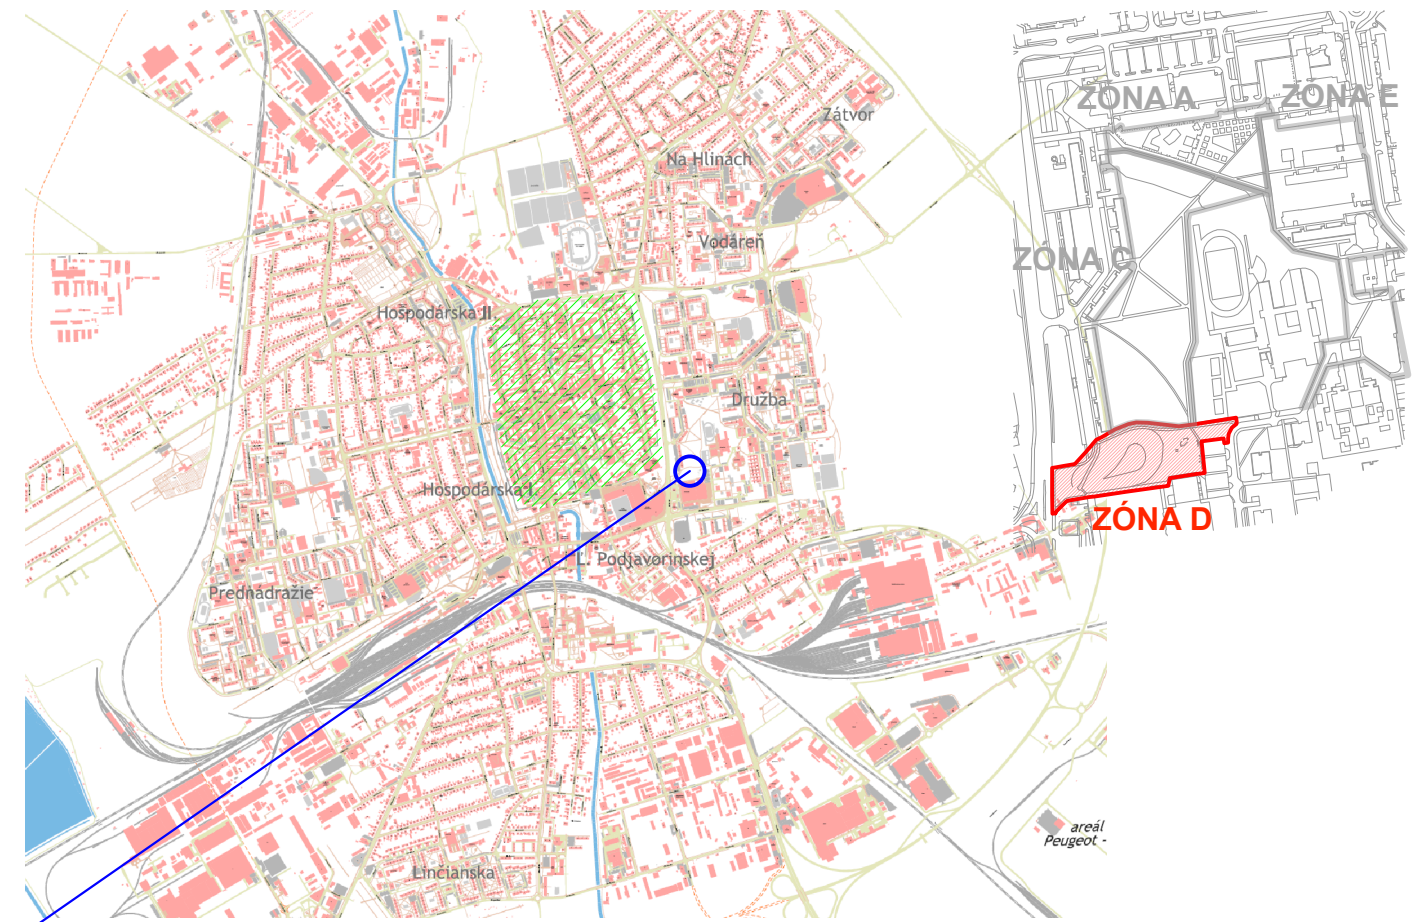 ZÓNA A
ZÓNA E
Zátvor
Na Hlinách
Vodáreň
ZÓNA C
Hospodárska II
Družba
Hospodárska I.
ZÓNA D
Ľ. Podjavorinskej
Prednádražie
areál
Peugeot -
Linčianska